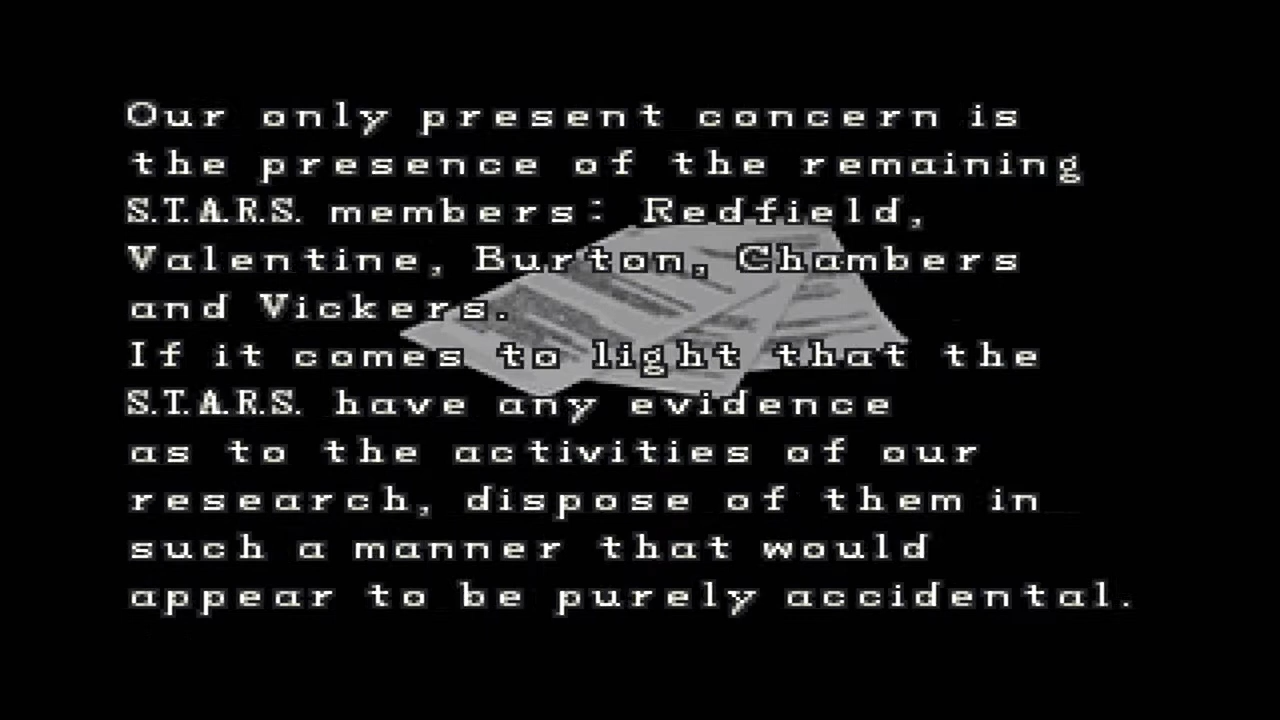 Our only present concern is
the presence of the remaining
S.T.A.R.S. members: Redfield,
Valentine, Burton, Chambers
and Vickers.
If it comes to light that the
S.T.A.R.S. have any evidence
as to the activities of our
research, dispose of them in
such a manner that would
appear to be purely accidental.